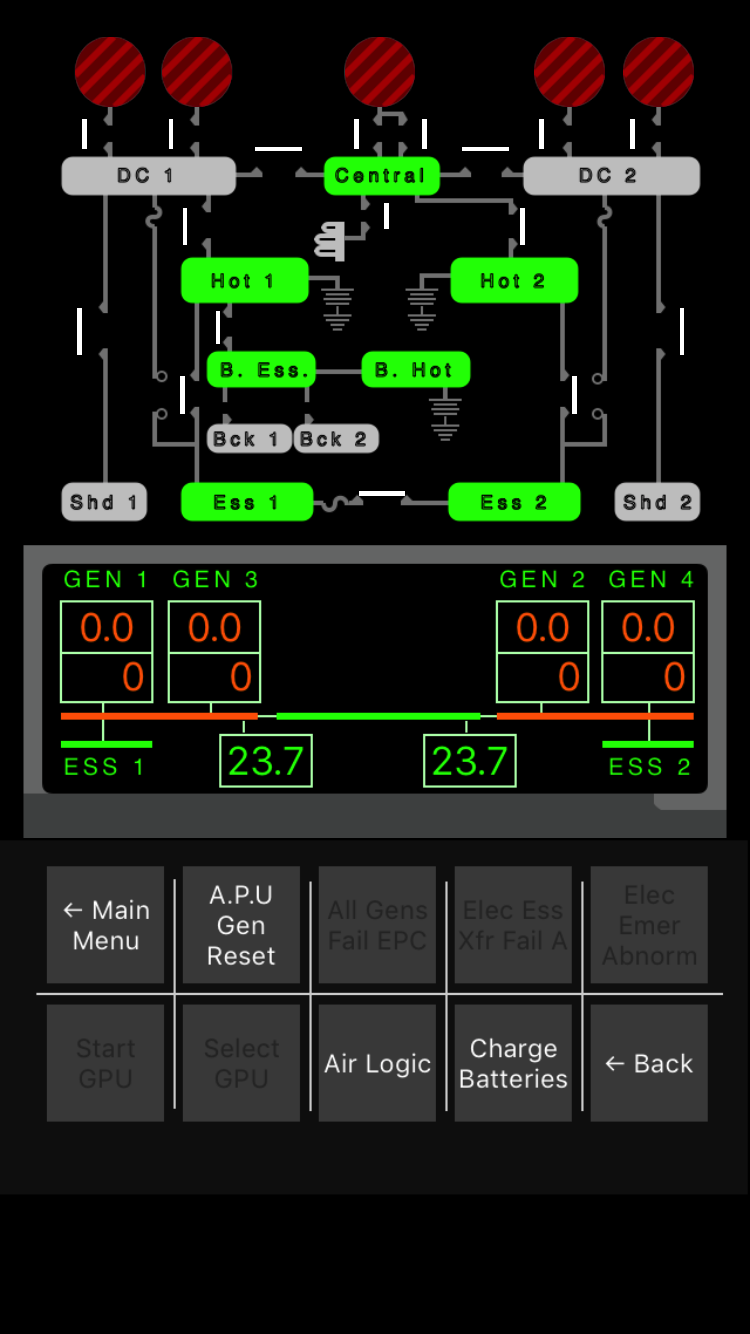 DC 1
Central
DC 2
Hot 1
Hot 2
B. Ess.
B. Hot
Bck 1
Bck 2
Shd 1
Ess 1
Ess 2
Shd 2
GEN 1
GEN 3
GEN 2
GEN 4
0.0
0.0
0.0
0.0
0
0
0
0
23.7
23.7
ESS 1
ESS 2
← Main
Menu
A.P.U
Gen
Reset
All Gens
Fail EPC
Elec Ess
Xfr Fail A
Elec
Emer
Abnorm
Start
GPU
Select
GPU
Air Logic
Charge
Batteries
← Back